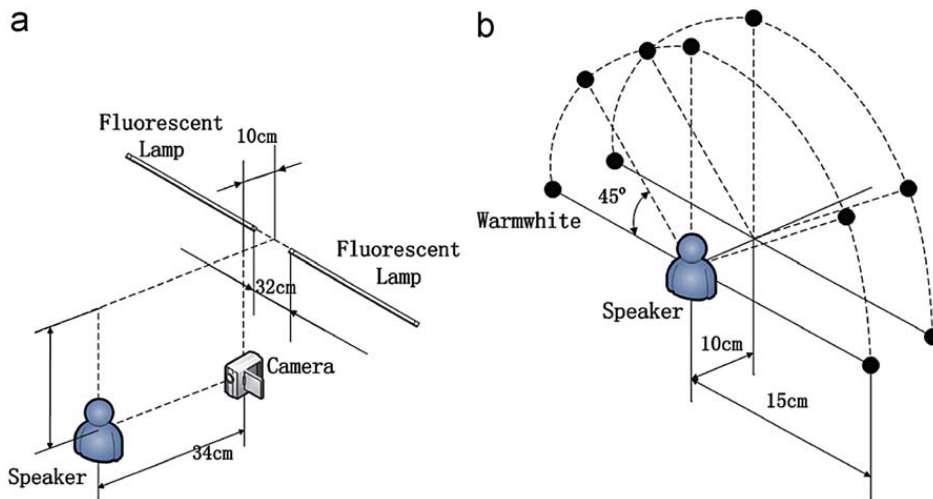 a
Fluorescent
Lamp
10cm
Fluorescent
Lamp
32cm
Camera
34cm
Speaker
b
45°
Warmwhite
Speaker
10cm
15cm